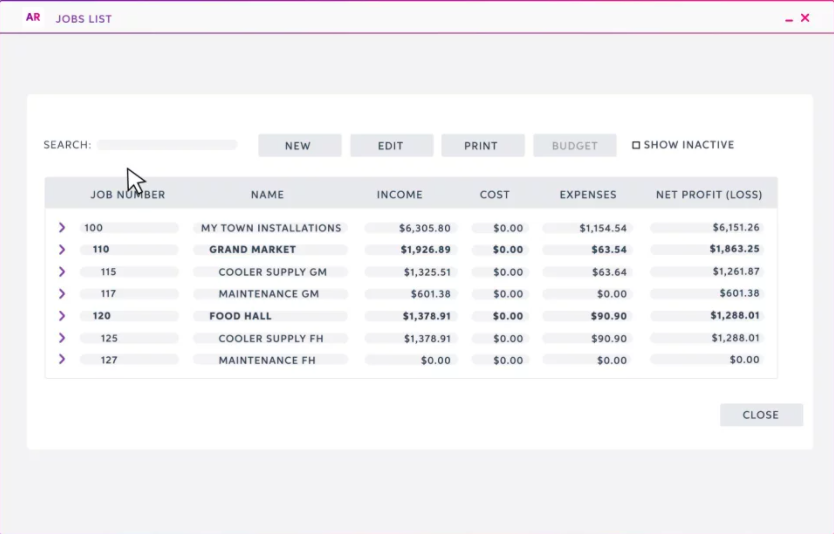 AR JOBS LIST
SEARCH: NEW EDIT PRINT BUDGET SHOW INACTIVE
JOB NUMBER NAME INCOME COST EXPENSES NET PROFIT (LOSS)
100 MY TOWN INSTALLATIONS $6,305.80 $0.00 $1,154.54 $6,151.26
110 GRAND MARKET $1,926.89 $0.00 $63.54 $1,863.25
115 COOLER SUPPLY GM $1,325.51 $0.00 $63.64 $1,261.87
117 MAINTENANCE GM $601.38 $0.00 $0.00 $601.38
120 FOOD HALL $1,378.91 $0.00 $90.90 $1,288.01
125 COOLER SUPPLY FH $1,378.91 $0.00 $90.90 $1,288.01
127 MAINTENANCE FH $0.00 $0.00 $0.00 $0.00
CLOSE